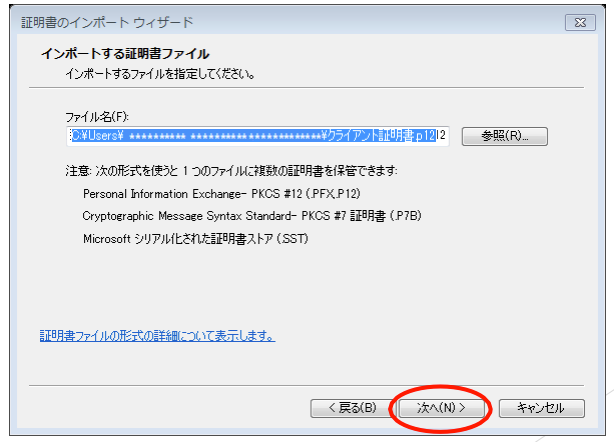 証明書のインポート ウィザード
インポートする証明書ファイル
インポートするファイルを指定してください。
ファイル名(F):
C:¥Users¥ ********** ************************¥クライアント証明書.p12l2 参照(R)...
注意: 次の形式を使うと 1 つのファイルに複数の証明書を保管できます:
Personal Information Exchange- PKCS #12 (.PFX,.P12)
Cryptographic Message Syntax Standard- PKCS #7 証明書 (.P7B)
Microsoft シリアル化された証明書ストア (.SST)
証明書ファイルの形式の詳細について表示します。
< 戻る(B) 次へ(N) > キャンセル